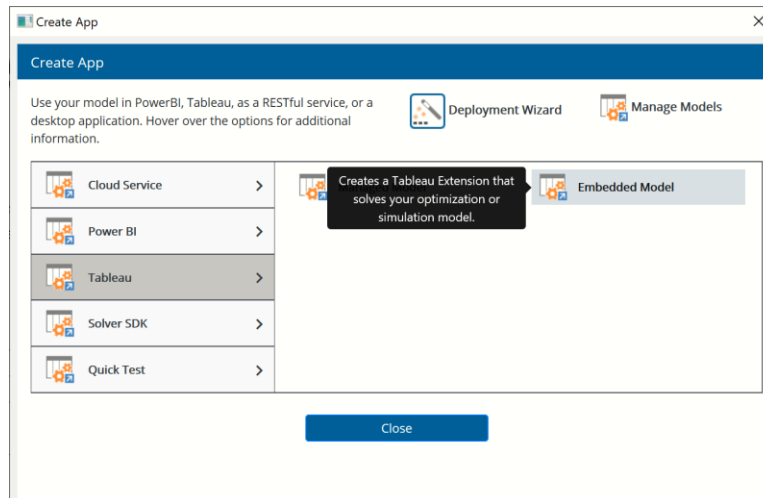 Create App
Create App
Use your model in PowerBI, Tableau, as a RESTful service, or a
desktop application. Hover over the options for additional
information.
Deployment Wizard
Manage Models
Cloud Service
Power BI
Tableau
Solver SDK
Quick Test
Creates a Tableau Extension that
solves your optimization or
simulation model.
Embedded Model
Close